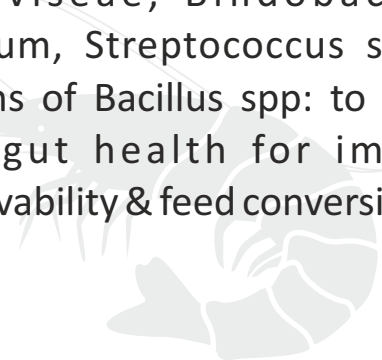 um, Streptococcus s
ns of Bacillus spp: to
gut health for im
vability & feed conversi